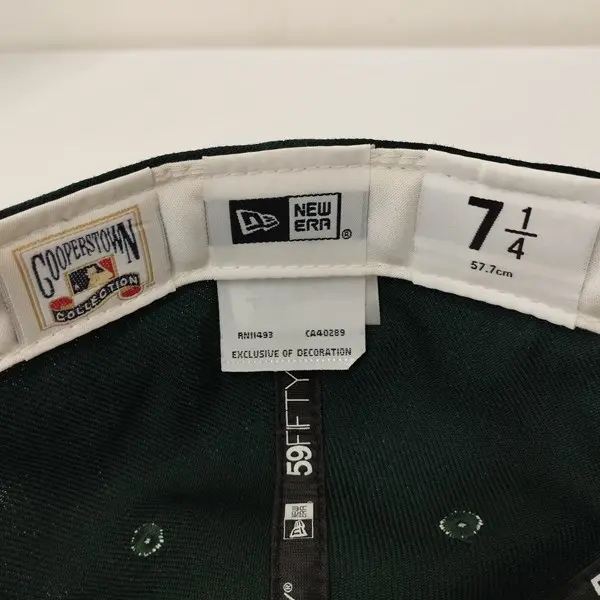 COOPERSTOWN
COLLECTION
NEW
ERA
®
7 1/4
57.7cm
RN11493 CA40289
EXCLUSIVE OF DECORATION
59FIFTY
Y®